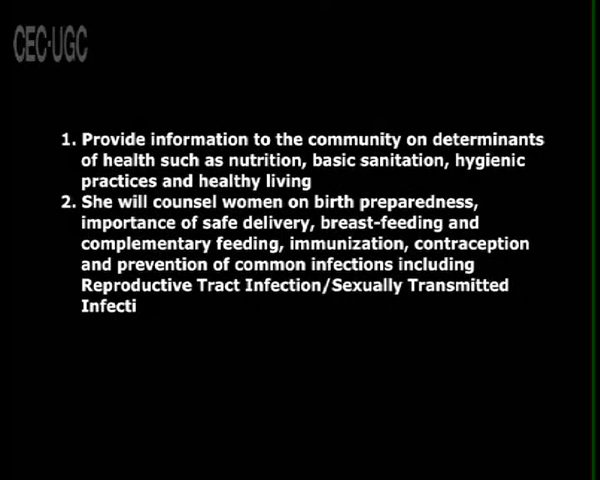 CEC-UGC
1. Provide information to the community on determinants
of health such as nutrition, basic sanitation, hygienic
practices and healthy living
2. She will counsel women on birth preparedness,
importance of safe delivery, breast-feeding and
complementary feeding, immunization, contraception
and prevention of common infections including
Reproductive Tract Infection/Sexually Transmitted
Infecti